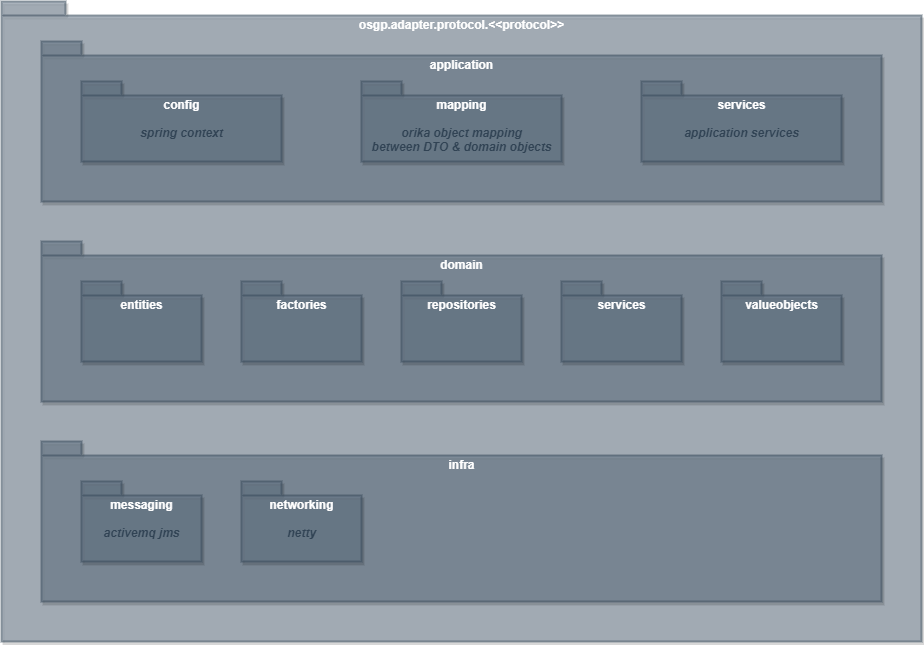 osgp.adapter.protocol.<<protocol>>
application
config
spring context
mapping
orika object mapping
between DTO & domain objects
services
application services
domain
entities
factories
repositories
services
valueobjects
infra
messaging
activemq jms
networking
netty